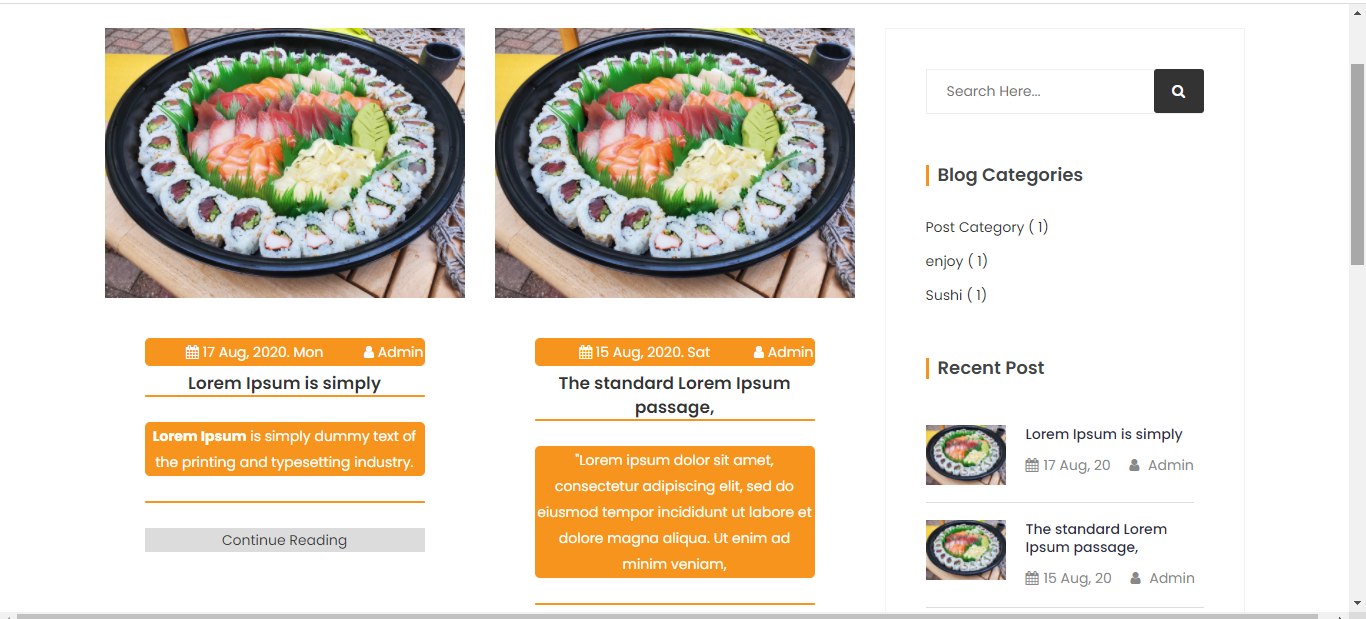 17 Aug, 2020. Mon
Admin
Lorem Ipsum is simply
Lorem Ipsum is simply dummy text of
the printing and typesetting industry.
Continue Reading
15 Aug, 2020. Sat
Admin
The standard Lorem Ipsum
passage,
"Lorem ipsum dolor sit amet,
consectetur adipiscing elit, sed do
eiusmod tempor incididunt ut labore et
dolore magna aliqua. Ut enim ad
minim veniam,
Search Here...
Blog Categories
Post Category ( 1)
enjoy ( 1)
Sushi ( 1)
Recent Post
Lorem Ipsum is simply
17 Aug, 20
Admin
The standard Lorem
Ipsum passage,
15 Aug, 20
Admin